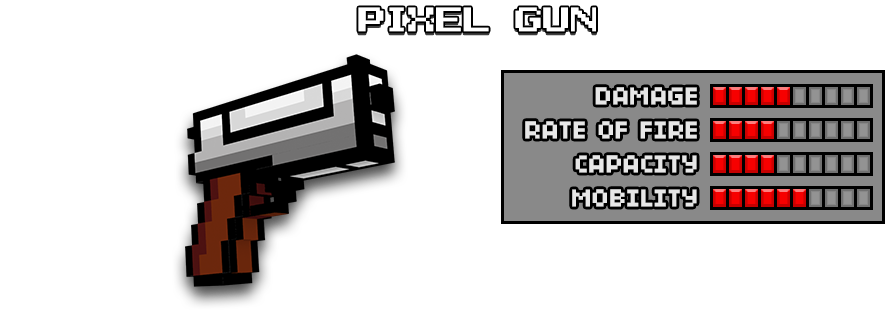 PIXEL GUN
DAMAGE
RATE OF FIRE
CAPACITY
MOBILITY